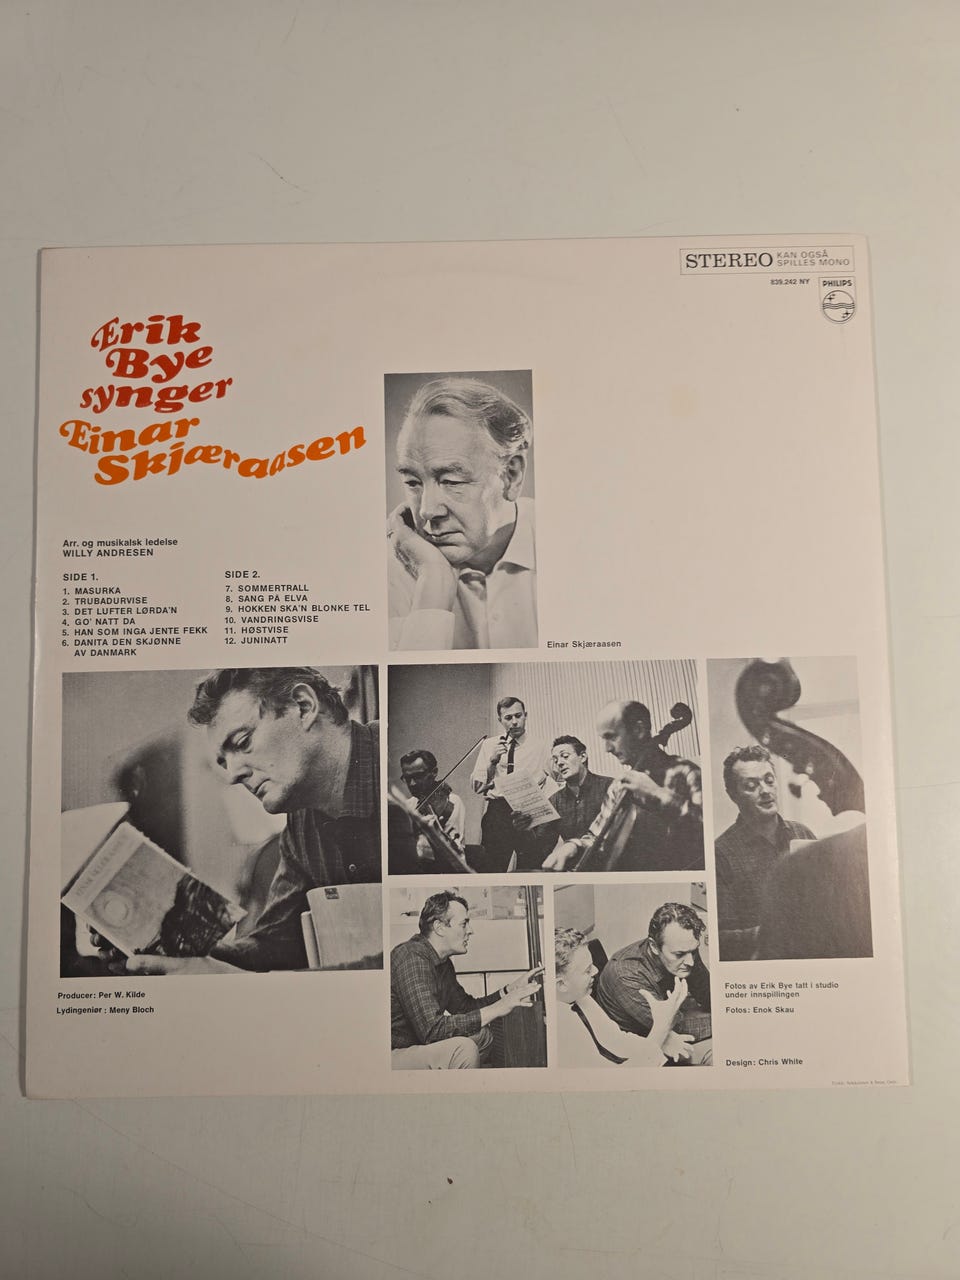 STEREO KAN OGSÅ
SPILLES MONO
839.242 NY
PHILIPS
Erik
Bye
synger
Einar
Skjæraasen
Arr. og musikalsk ledelse
WILLY ANDRESEN
SIDE 1.
1. MASURKA
2. TRUBADURVISE
3. DET LUFTER LØRDA'N
4. GO' NATT DA
5. HAN SOM INGA JENTE FEKK
6. DANITA DEN SKJØNNE
AV DANMARK
SIDE 2.
7. SOMMERTRALL
8. SANG PÅ ELVA
9. HOKKEN SKA'N BLONKE TEL
10. VANDRINGSVISE
11. HØSTVISE
12. JUNINATT
Einar Skjæraasen
Producer: Per W. Kilde
Lydingeniør: Meny Bloch
Fotos av Erik Bye tatt i studio
under innspillingen
Fotos: Enok Skau
Design: Chris White